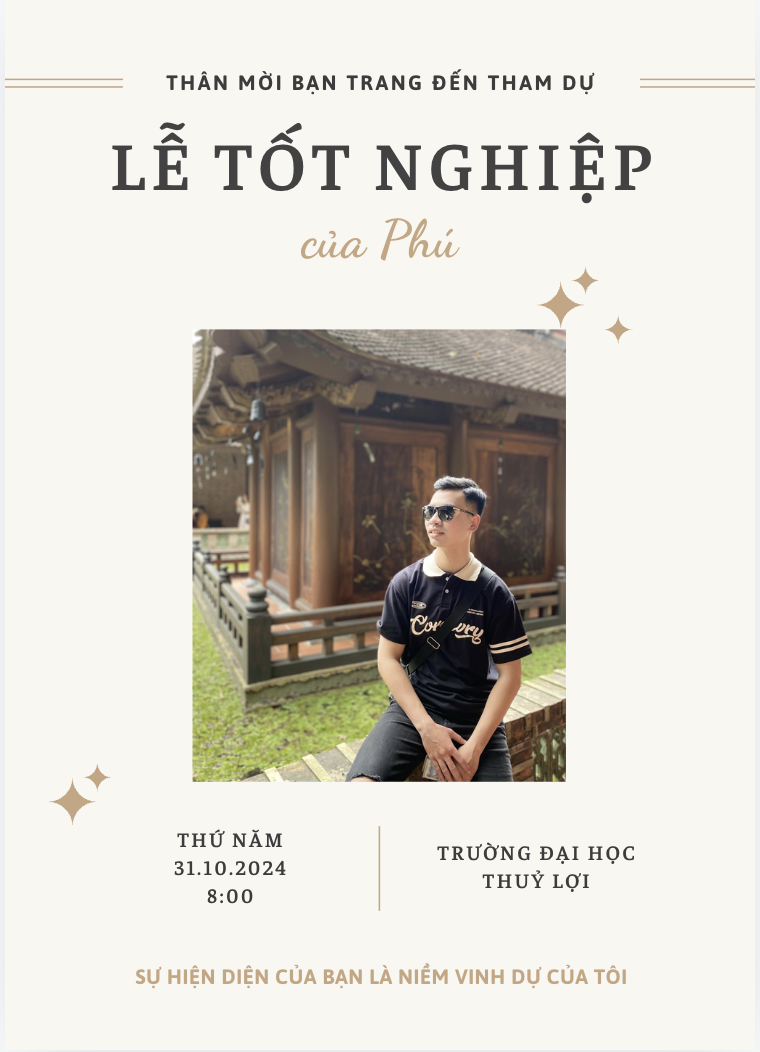 THÂN MỜI BẠN TRANG ĐẾN THAM DỰ
LỄ TỐT NGHIỆP
của Phú
THỨ NĂM
31.10.2024
8:00
TRƯỜNG ĐẠI HỌC
THUỶ LỢI
SỰ HIỆN DIỆN CỦA BẠN LÀ NIỀM VINH DỰ CỦA TÔI